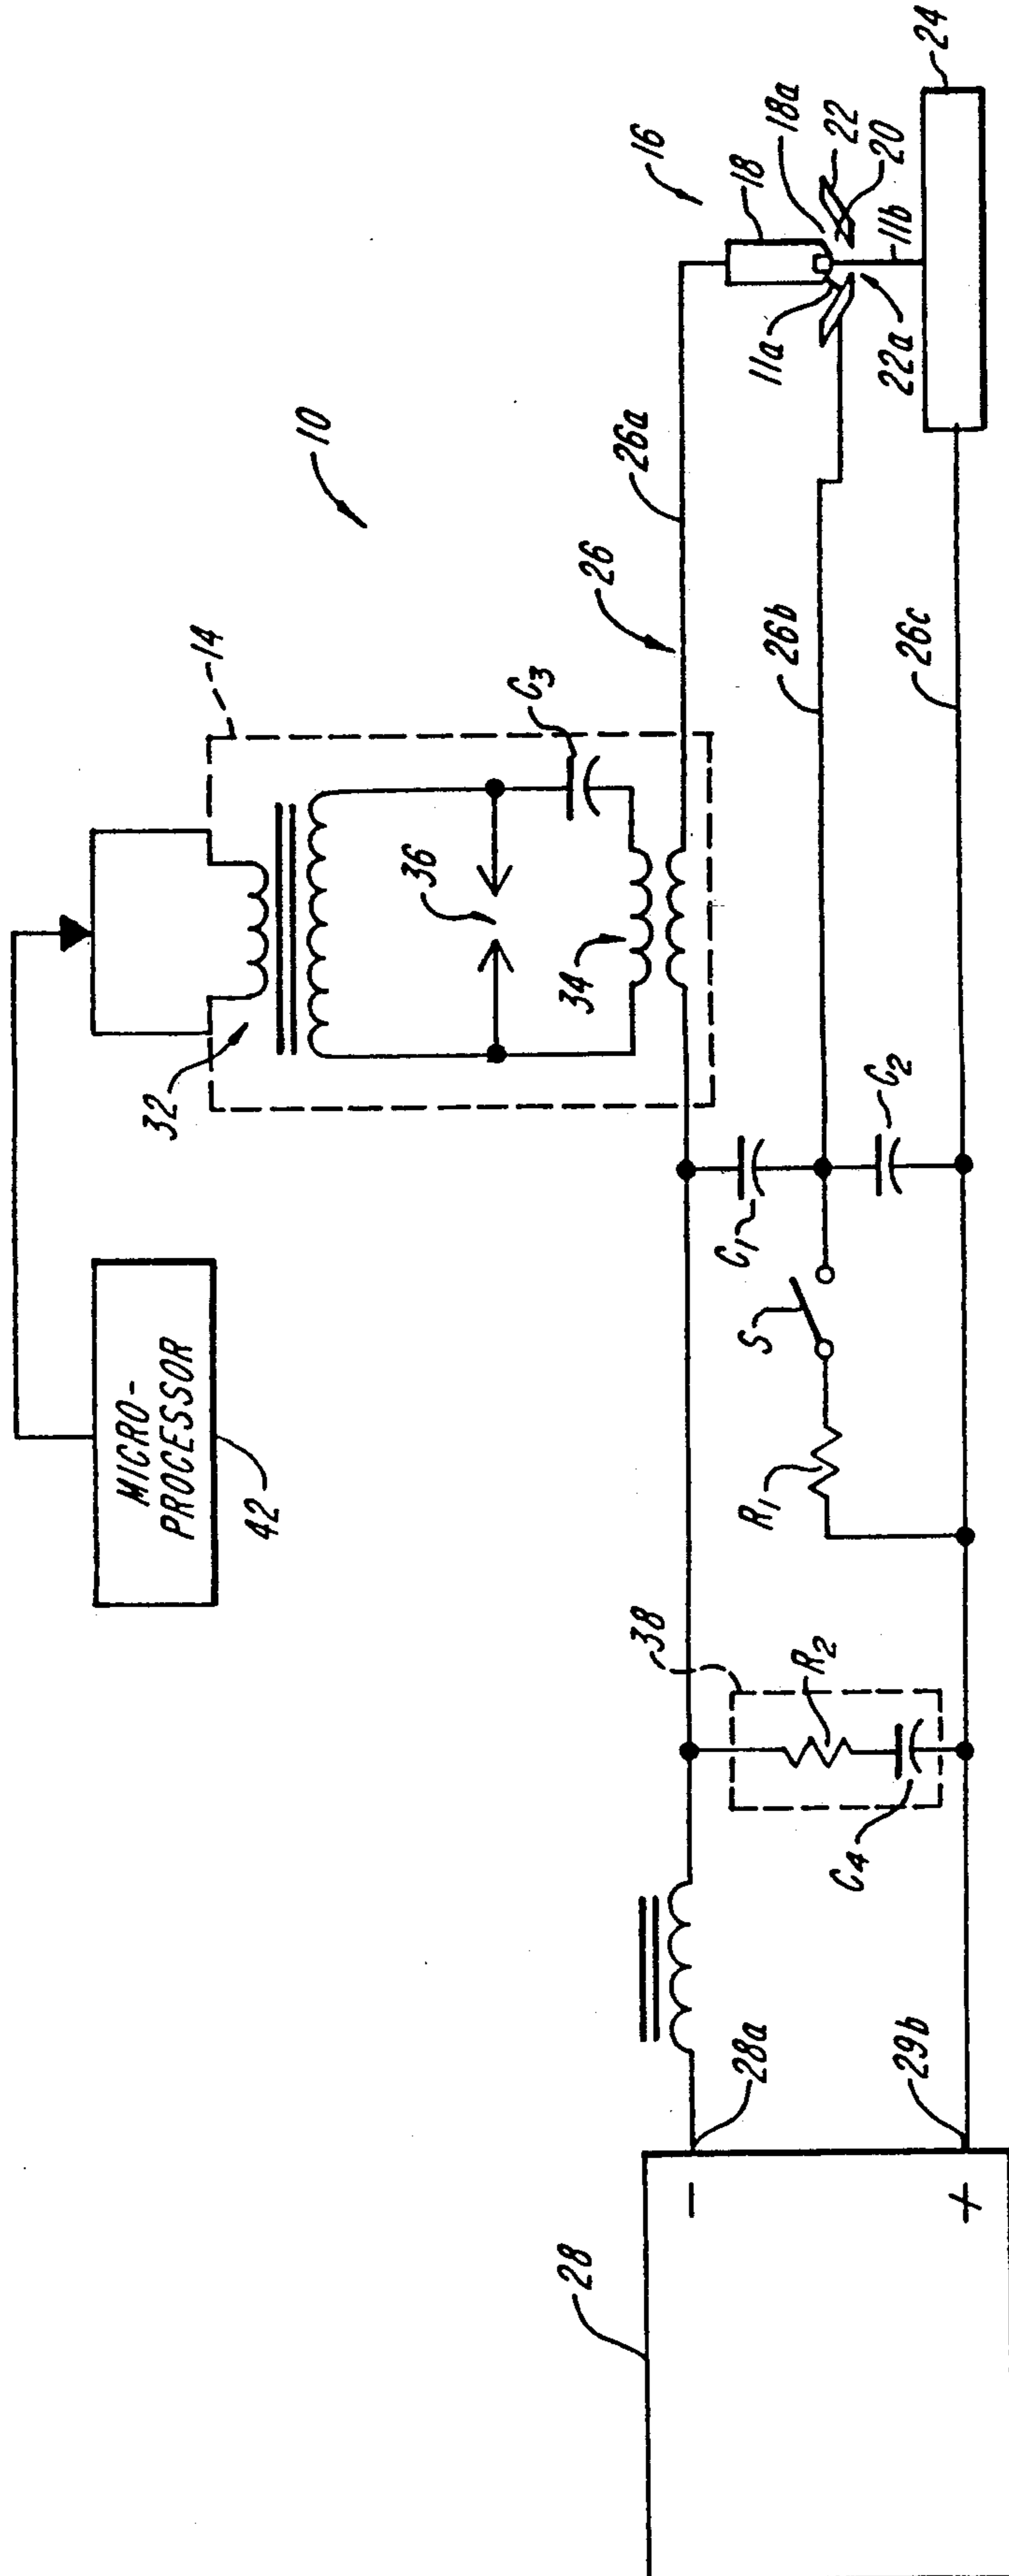 MICRO-
PROCESSOR
42
32
14
10
36
C3
34
26
26a
16
18
18a
22
20
11a
11b
22a
24
26b
26c
C1
C2
S
R1
38
R2
C4
28
28a
29b
−
+